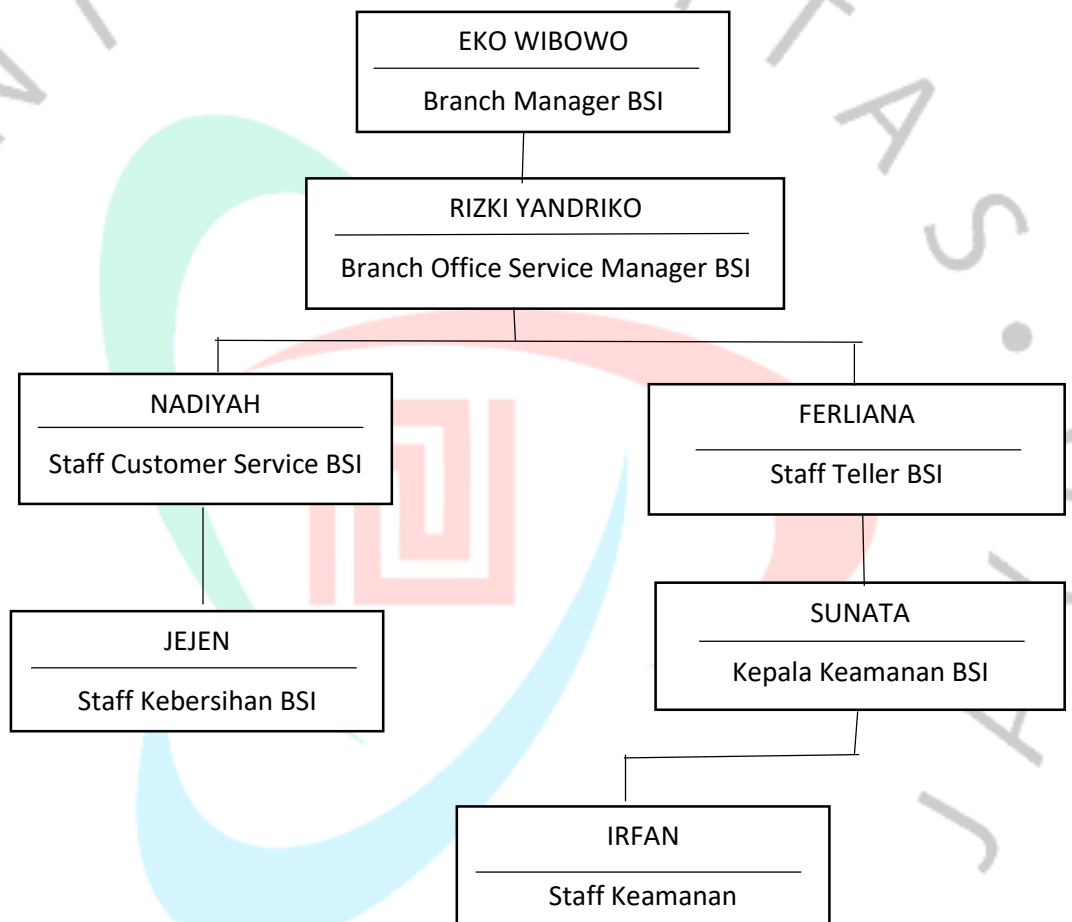 EKO WIBOWO
Branch Manager BSI
RIZKI YANDRIKO
Branch Office Service Manager BSI
NADIYAH
Staff Customer Service BSI
FERLIANA
Staff Teller BSI
JEJEN
Staff Kebersihan BSI
SUNATA
Kepala Keamanan BSI
IRFAN
Staff Keamanan